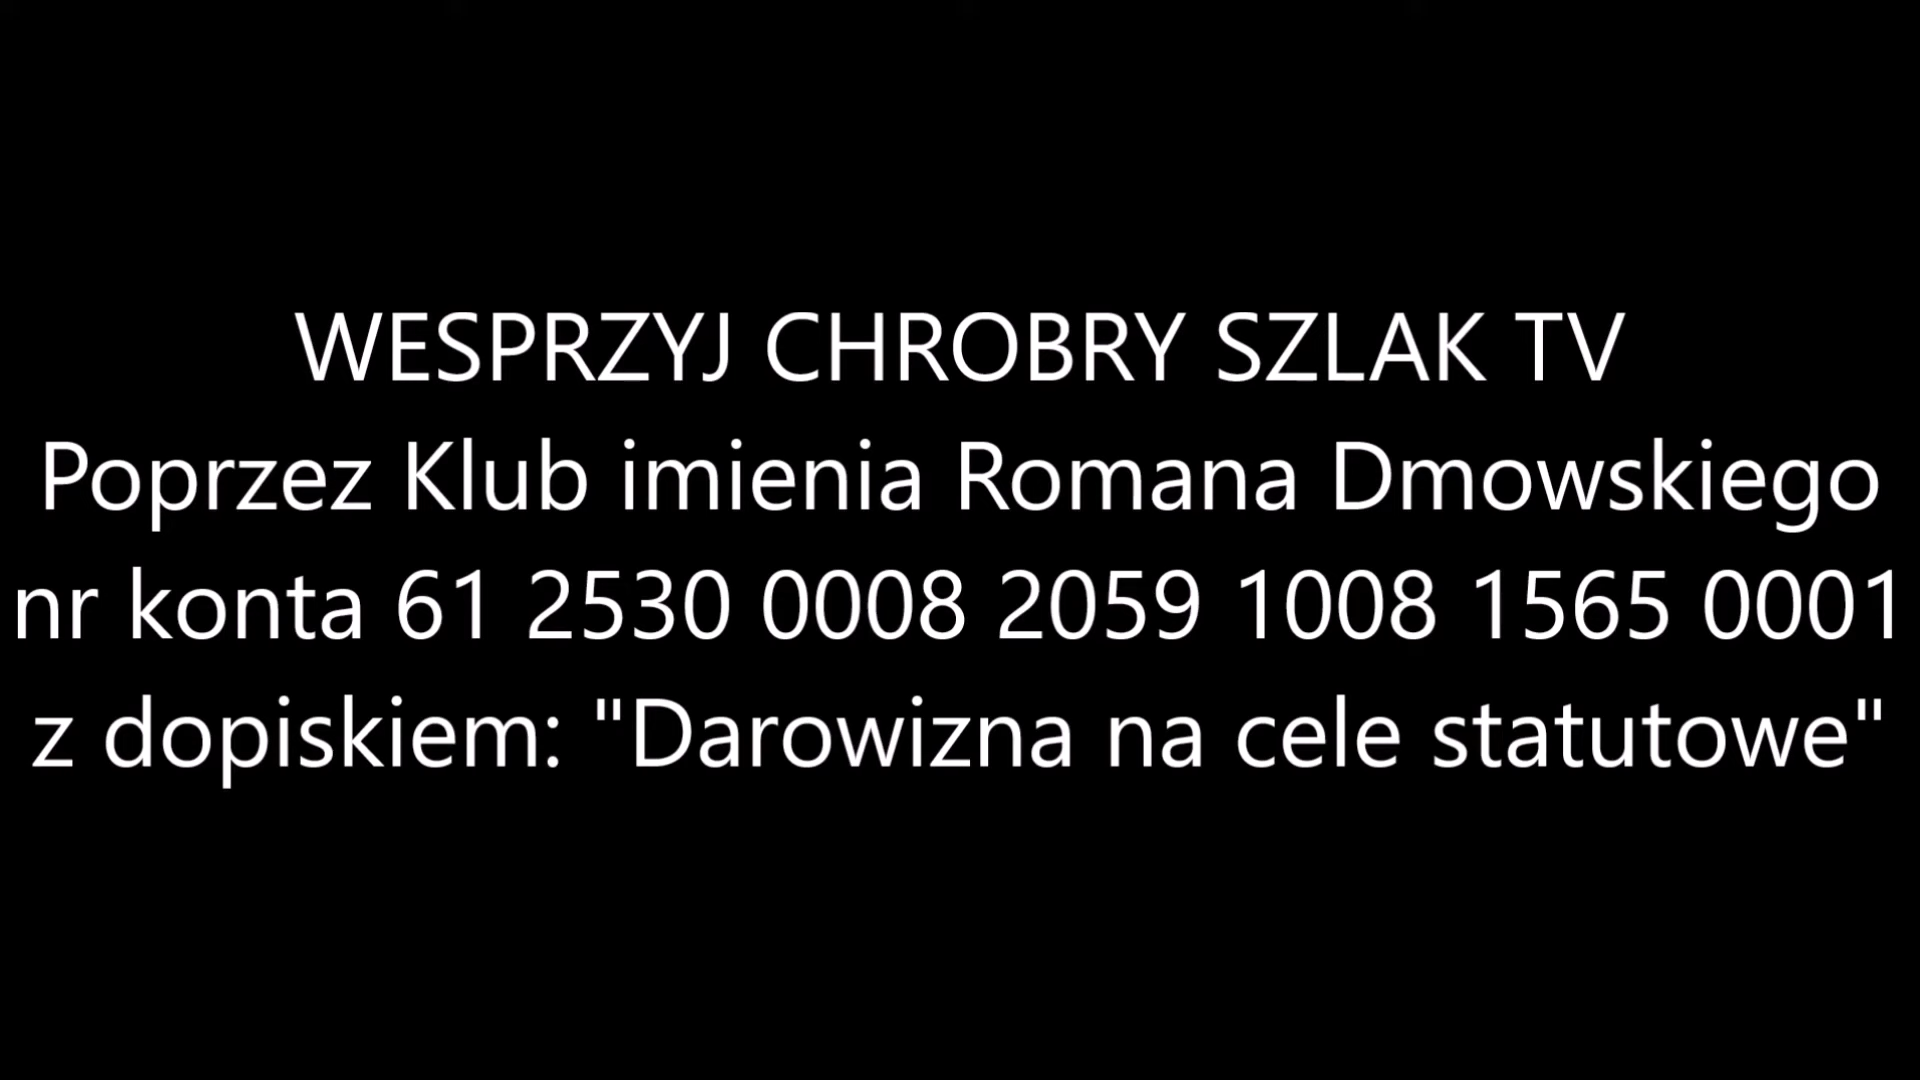 WESPRZYJ CHROBRY SZLAK TV
Poprzez Klub imienia Romana Dmowskiego
nr konta 61 2530 0008 2059 1008 1565 0001
z dopiskiem: "Darowizna na cele statutowe"